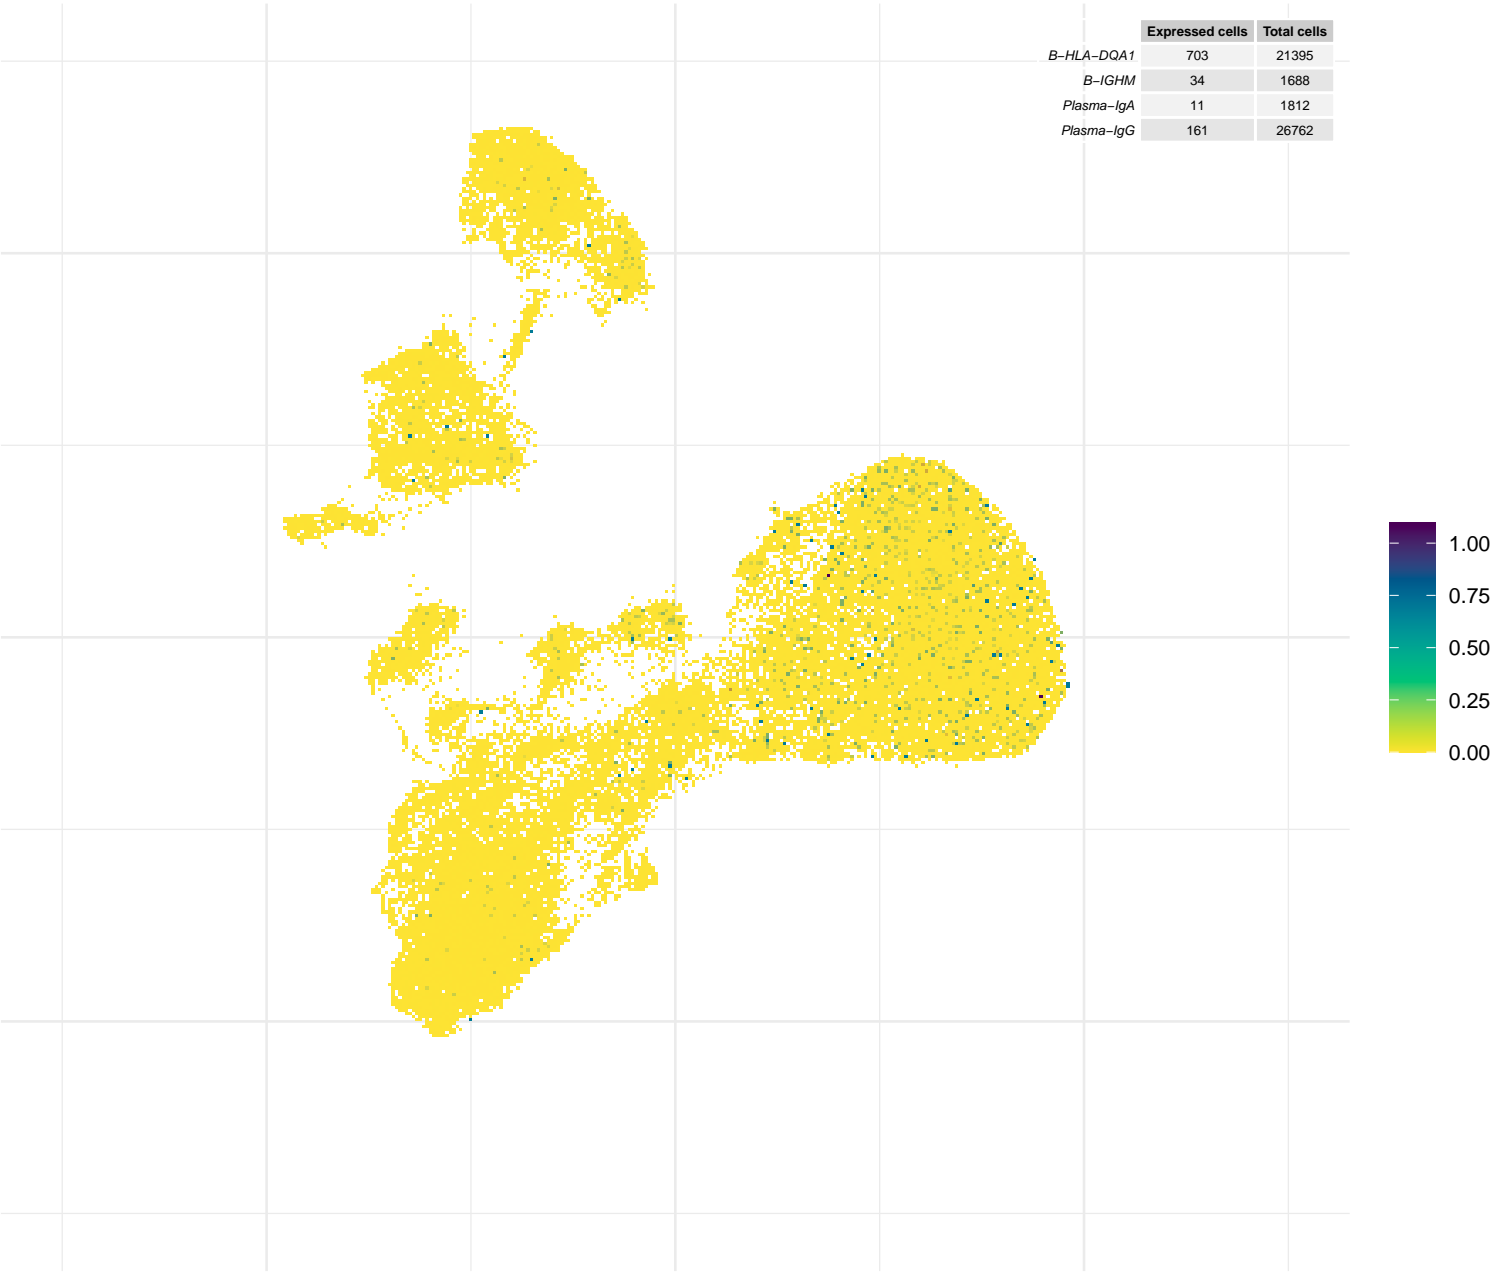 Expressed cells Total cells
B−HLA−DQA1 703 21395
B−IGHM 34 1688
Plasma−IgA 11 1812
Plasma−IgG 161 26762
1.00
0.75
0.50
0.25
0.00